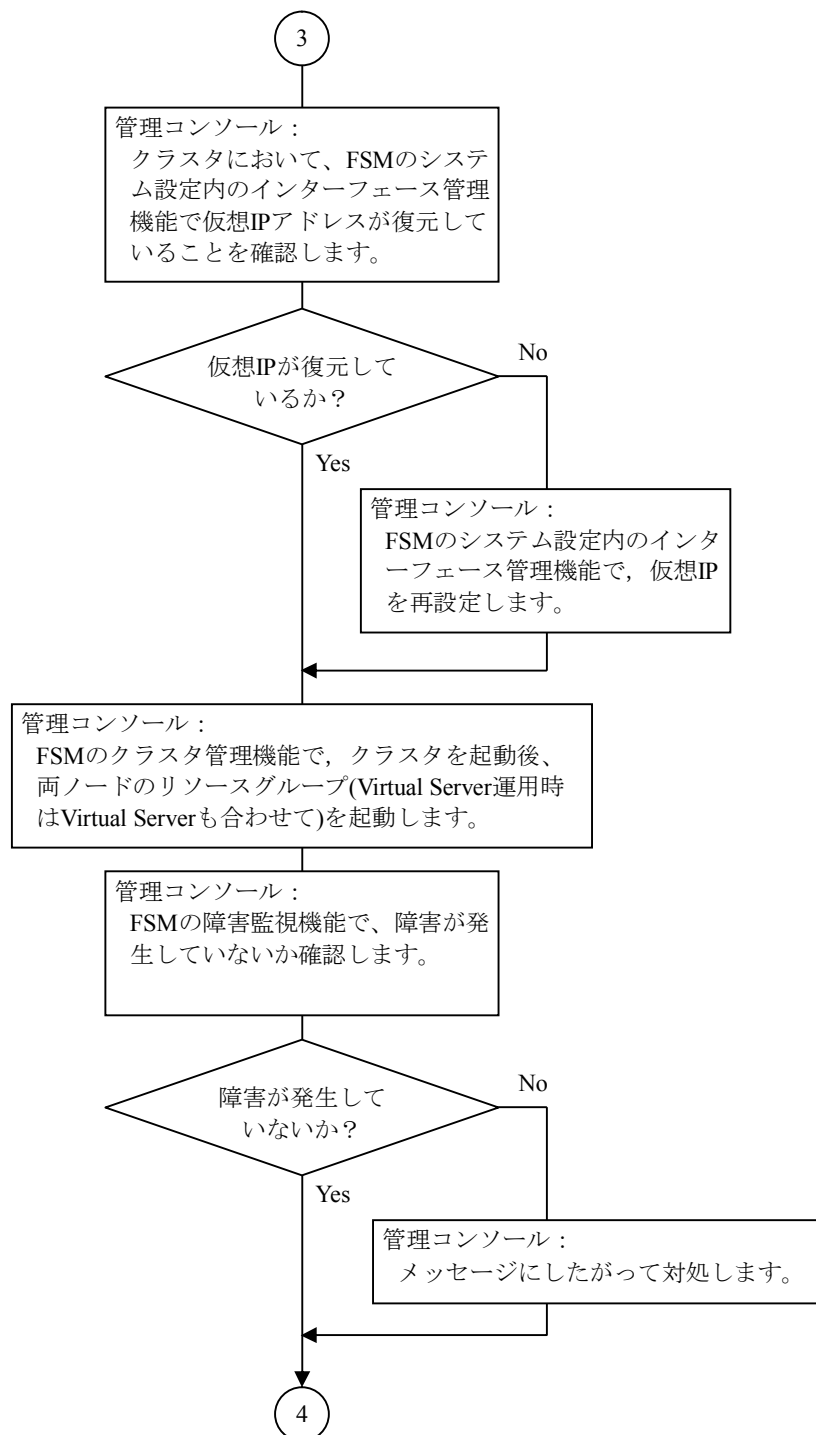 3
管理コンソール：
クラスタにおいて、FSMのシステ
ム設定内のインターフェース管理
機能で仮想IPアドレスが復元して
いることを確認します。
仮想IPが復元して
いるか？
No
Yes
管理コンソール：
FSMのシステム設定内のインタ
ーフェース管理機能で，仮想IP
を再設定します。
管理コンソール：
FSMのクラスタ管理機能で，クラスタを起動後、
両ノードのリソースグループ(Virtual Server運用時
はVirtual Serverも合わせて)を起動します。
管理コンソール：
FSMの障害監視機能で、障害が発
生していないか確認します。
障害が発生して
いないか？
No
Yes
管理コンソール：
メッセージにしたがって対処します。
4